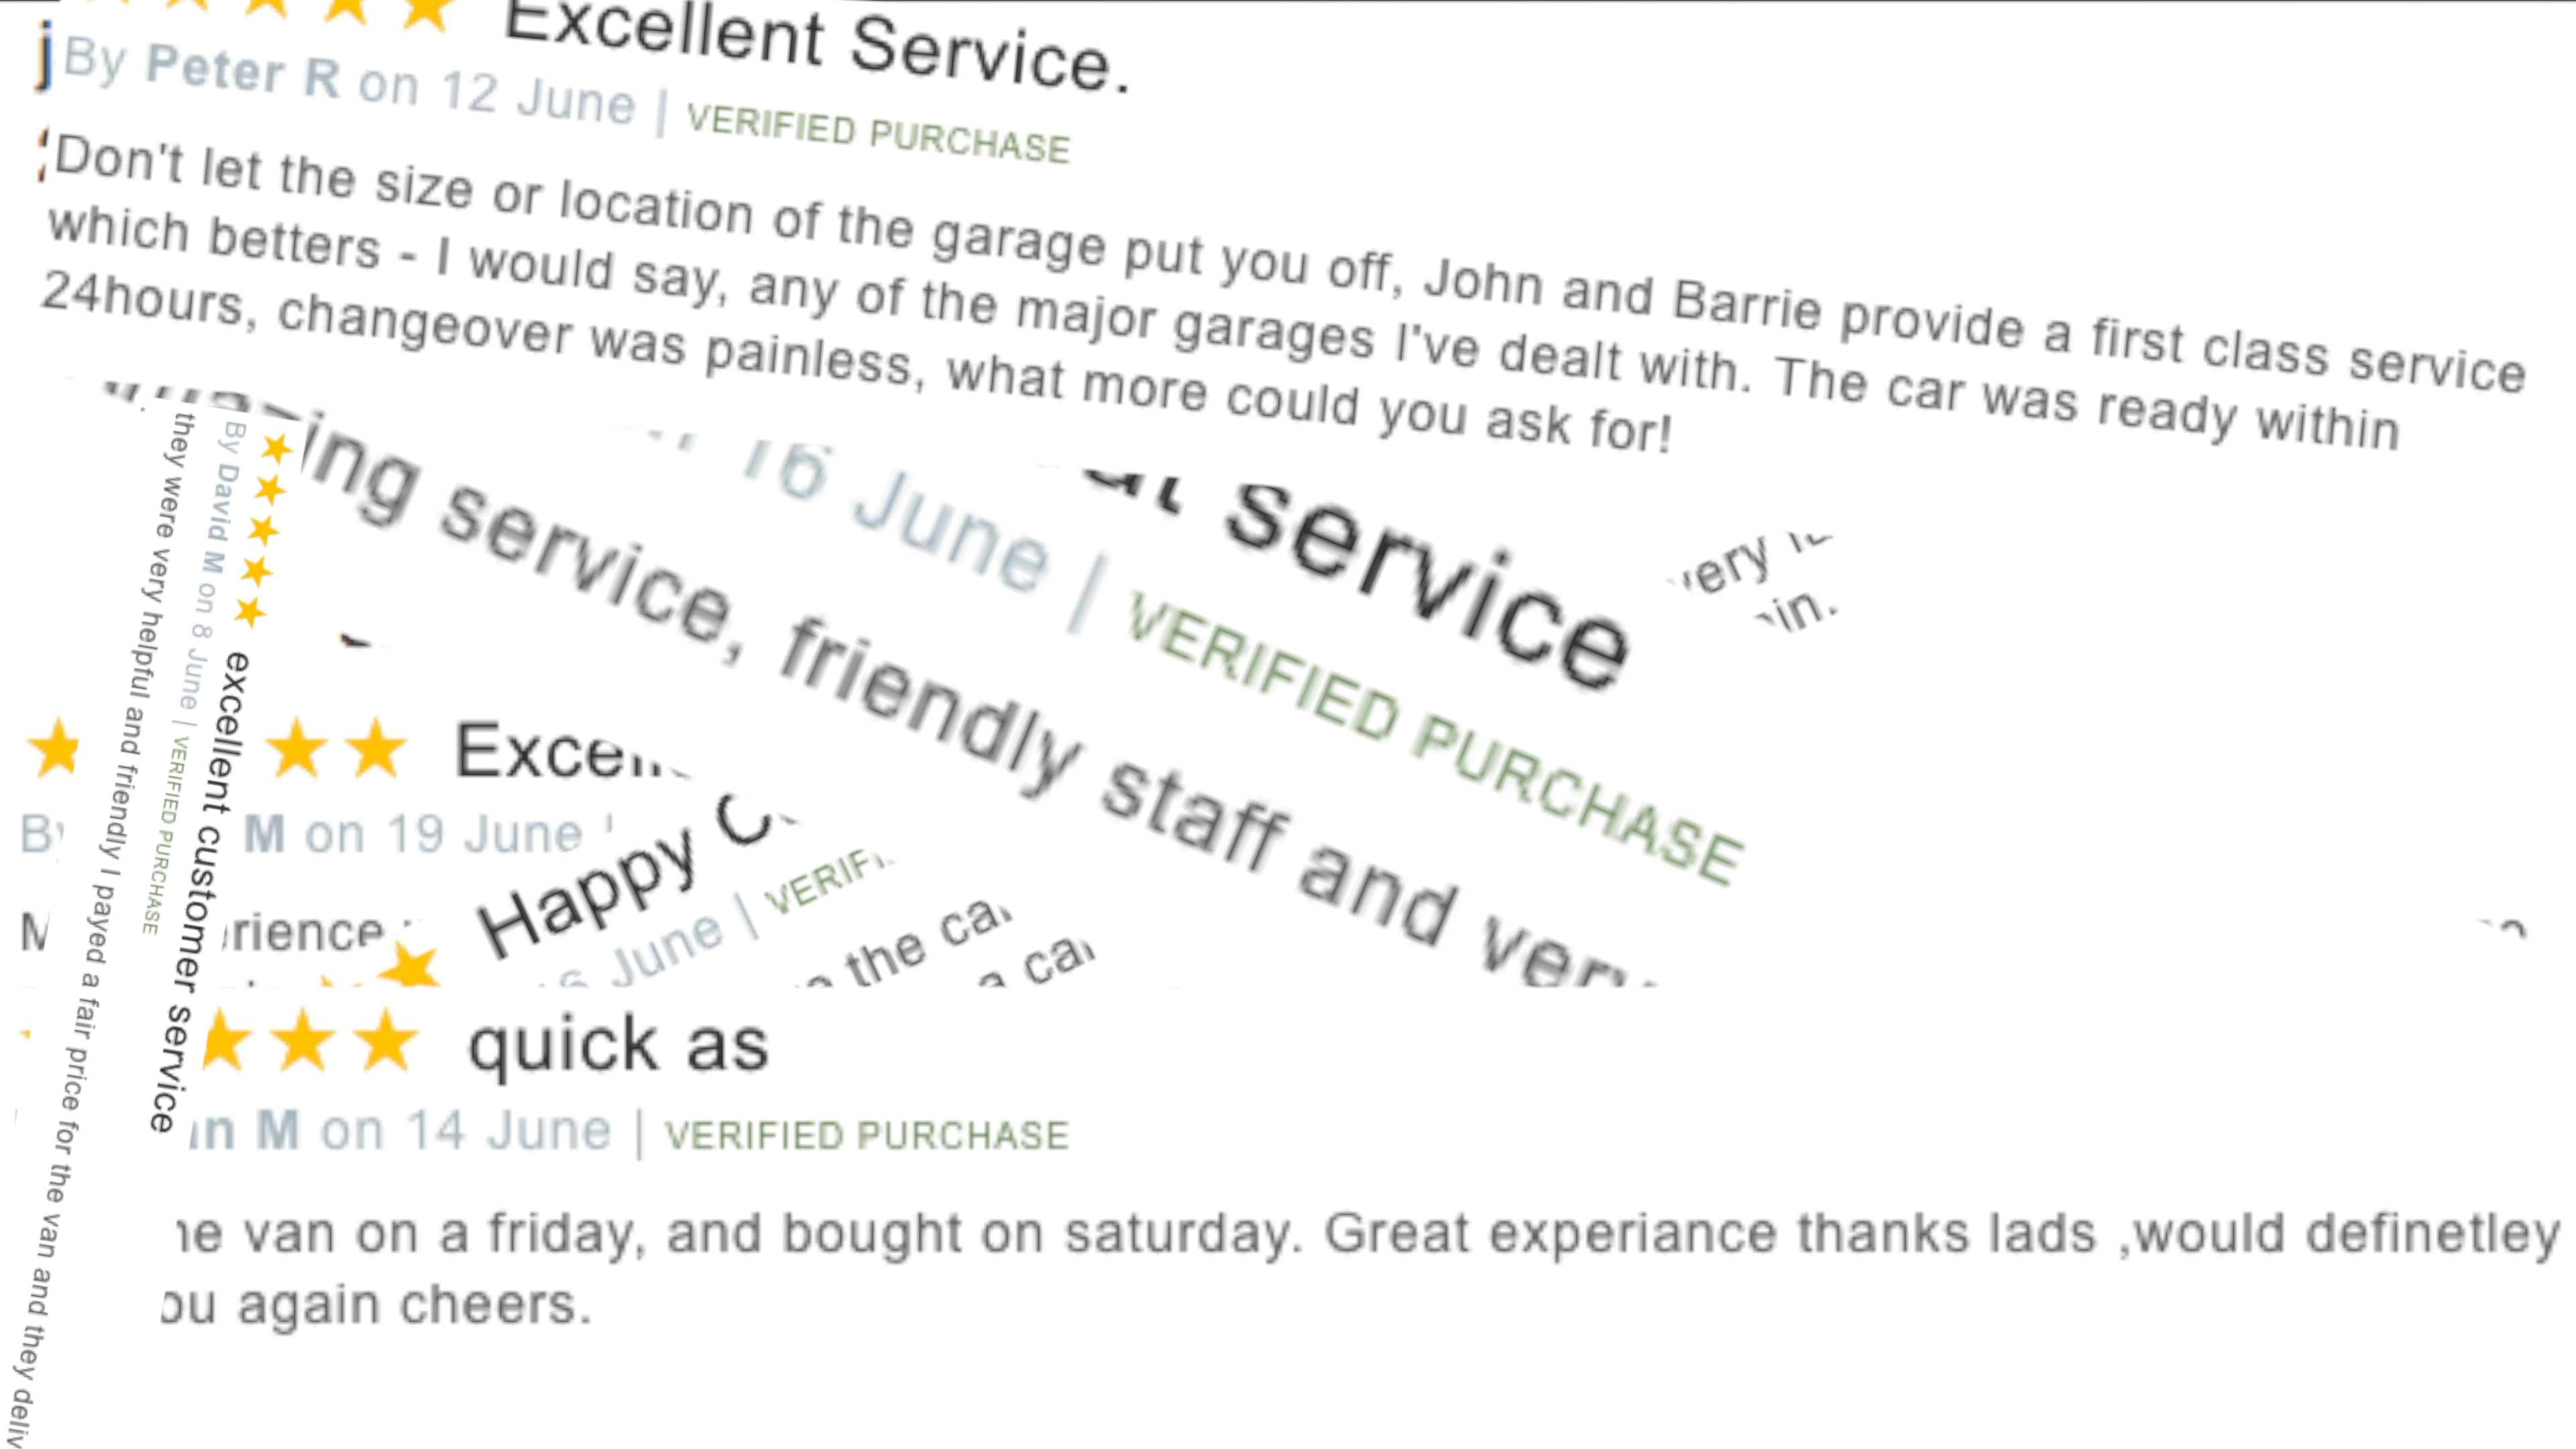 Excellent Service.
By Peter R on 12 June | VERIFIED PURCHASE
Don't let the size or location of the garage put you off, John and Barrie provide a first class service
which betters - I would say, any of the major garages I've dealt with. The car was ready within
24hours, changeover was painless, what more could you ask for!
service
16 June | VERIFIED PURCHASE
service, friendly staff and very
excellent customer service
By David M on 8 June | VERIFIED PURCHASE
they were very helpful and friendly I payed a fair price for the van and they
M on 19 June
Happy
June |
the
a
quick as
M on 14 June | VERIFIED PURCHASE
van on a friday, and bought on saturday. Great experiance thanks lads ,would definetley
again cheers.